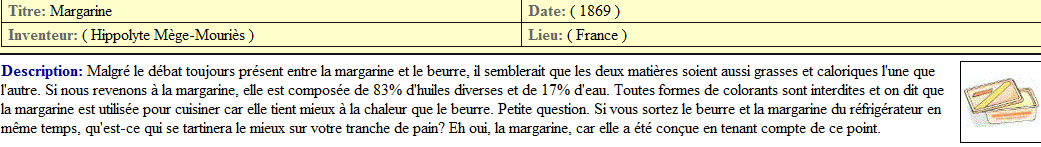 Titre: Margarine
Date: ( 1869 )
Inventeur: ( Hippolyte Mège-Mouriès )
Lieu: ( France )
Description: Malgré le débat toujours présent entre la margarine et le beurre, il semblerait que les deux matières soient aussi grasses et caloriques l'une que
l'autre. Si nous revenons à la margarine, elle est composée de 83% d'huiles diverses et de 17% d'eau. Toutes formes de colorants sont interdites et on dit que
la margarine est utilisée pour cuisiner car elle tient mieux à la chaleur que le beurre. Petite question. Si vous sortez le beurre et la margarine du réfrigérateur en
même temps, qu'est-ce qui se tartinera le mieux sur votre tranche de pain? Eh oui, la margarine, car elle a été conçue en tenant compte de ce point.